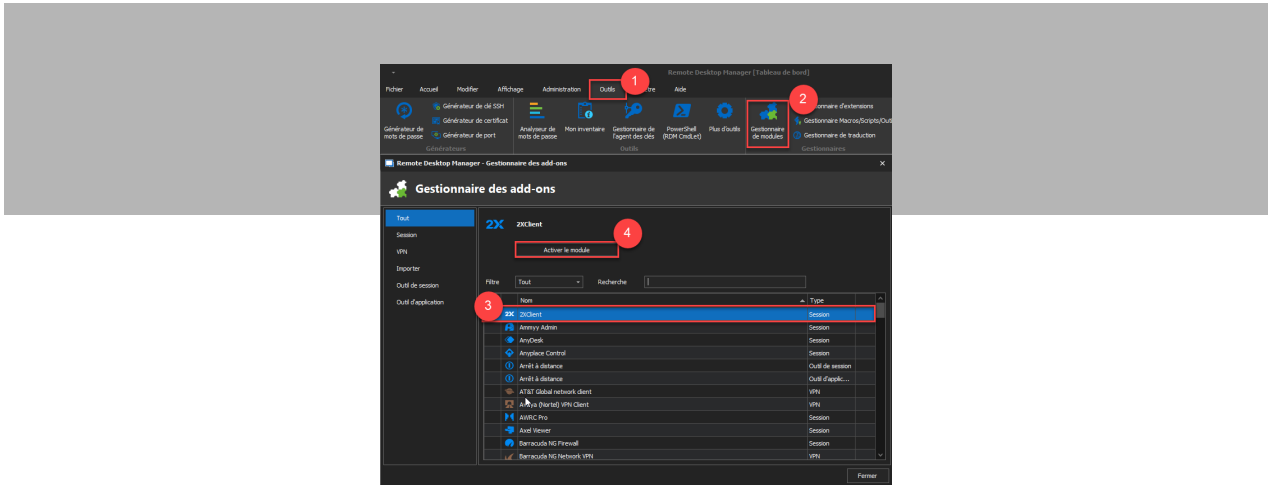 Remote Desktop Manager [Tableau de bord]
1
Fichier Accueil Modifier Affichage Administration Outils Aide
2
Générateur de mots de passe
Générateur de clé SSH
Générateur de certificat
Générateur de port
Générateurs
Analyseur de mots de passe
Mon inventaire
Gestionnaire de l'agent des clés
PowerShell (RDM CmdLet)
Plus d'outils
Outils
Gestionnaire de modules
Gestionnaire Macros/Scripts/Outi
Gestionnaire de traduction
Gestionnaires
Remote Desktop Manager - Gestionnaire des add-ons
Gestionnaire des add-ons
Tout
Session
VPN
Importer
Outil de session
Outil d'application
2X 2XClient
4
Activer le module
Filtre Tout Recherche
Nom Type
3
2X 2XClient Session
Ammyy Admin Session
AnyDesk Session
Anyplace Control Session
Arrêt à distance Outil de session
Arrêt à distance Outil d'applic...
AT&T Global network client VPN
Avaya (Nortel) VPN Client VPN
AWRC Pro Session
Axel Viewer Session
Barracuda NG Firewall Session
Barracuda NG Network VPN VPN
Fermer